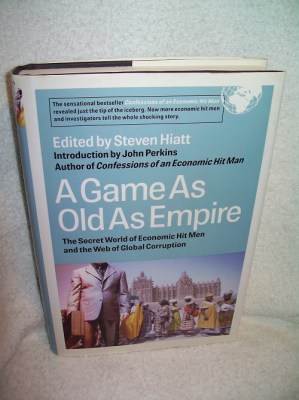 The sensational bestseller Confessions of an Economic Hit Man
revealed just the tip of the iceberg. Now more economic hit men
and investigators tell the whole shocking story.
Edited by Steven Hiatt
Introduction by John Perkins
Author of Confessions of an Economic Hit Man
A Game As
Old As Empire
The Secret World of Economic Hit Men
and the Web of Global Corruption